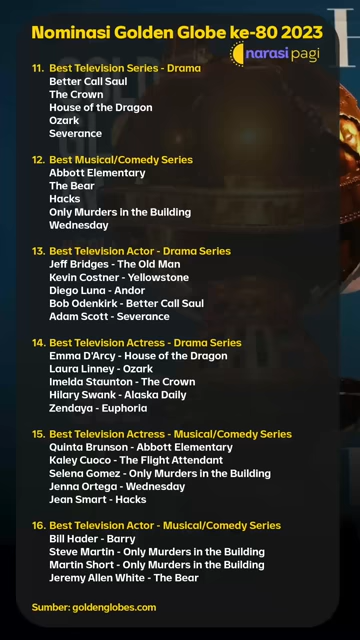 Nominasi Golden Globe ke-80 2023
narasi pagi
11. Best Television Series - Drama
Better Call Saul
The Crown
House of the Dragon
Ozark
Severance
12. Best Musical/Comedy Series
Abbott Elementary
The Bear
Hacks
Only Murders in the Building
Wednesday
13. Best Television Actor - Drama Series
Jeff Bridges - The Old Man
Kevin Costner - Yellowstone
Diego Luna - Andor
Bob Odenkirk - Better Call Saul
Adam Scott - Severance
14. Best Television Actress - Drama Series
Emma D'Arcy - House of the Dragon
Laura Linney - Ozark
Imelda Staunton - The Crown
Hilary Swank - Alaska Daily
Zendaya - Euphoria
15. Best Television Actress - Musical/Comedy Series
Quinta Brunson - Abbott Elementary
Kaley Cuoco - The Flight Attendant
Selena Gomez - Only Murders in the Building
Jenna Ortega - Wednesday
Jean Smart - Hacks
16. Best Television Actor - Musical/Comedy Series
Bill Hader - Barry
Steve Martin - Only Murders in the Building
Martin Short - Only Murders in the Building
Jeremy Allen White - The Bear
Sumber: goldenglobes.com